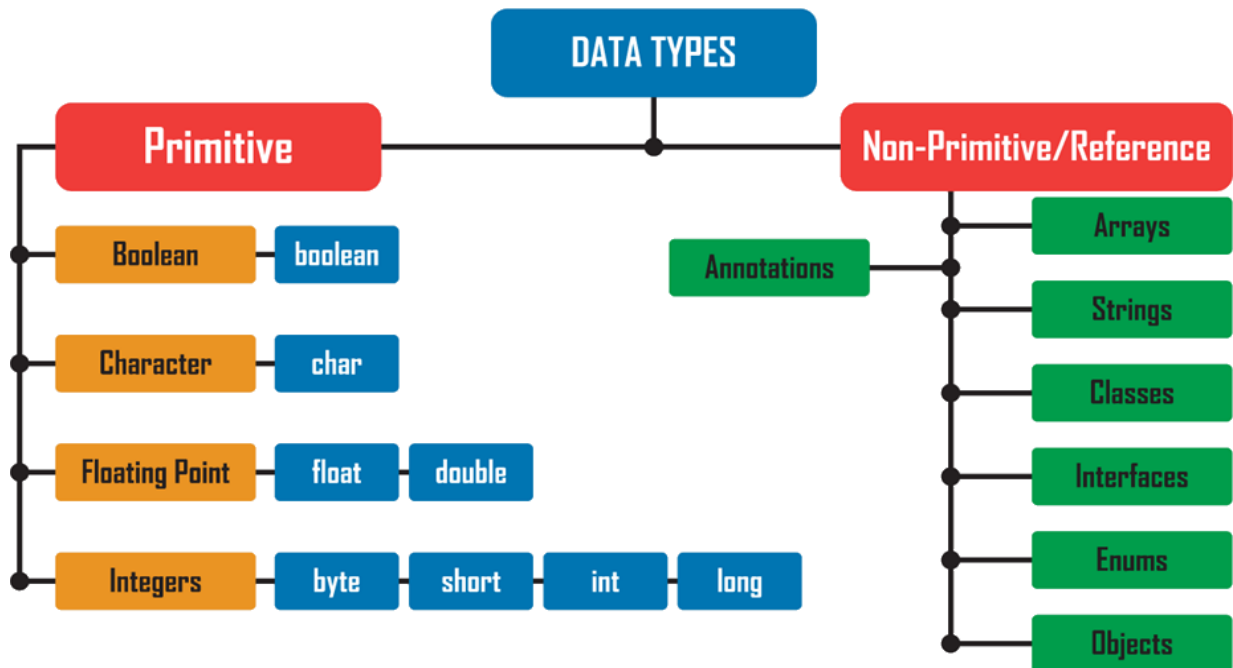 DATA TYPES
Primitive
Non-Primitive/Reference
Boolean
boolean
Character
char
Floating Point
float
double
Integers
byte
short
int
long
Annotations
Arrays
Strings
Classes
Interfaces
Enums
Objects